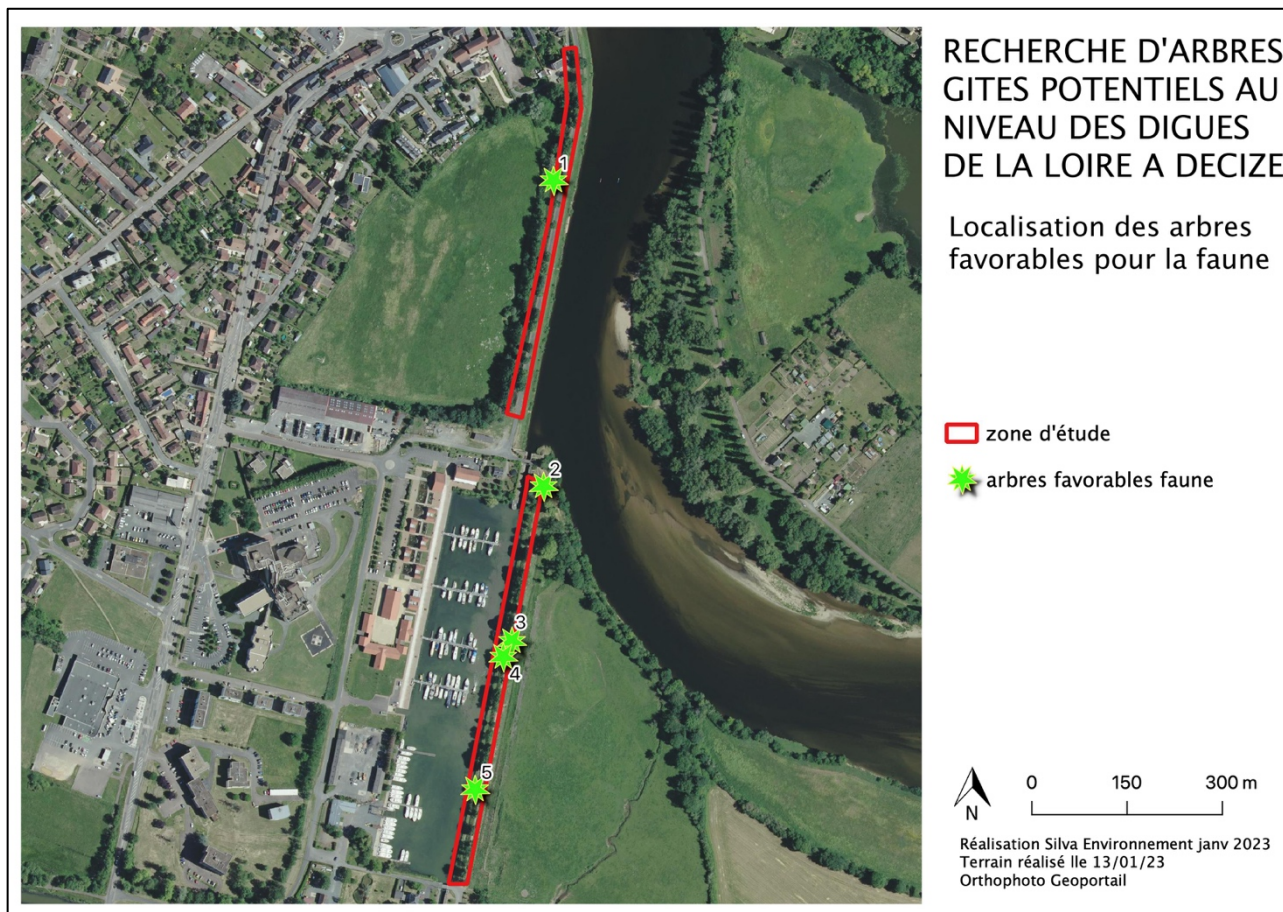 RECHERCHE D'ARBRES
GITES POTENTIELS AU
NIVEAU DES DIGUES
DE LA LOIRE A DECIZE
Localisation des arbres
favorables pour la faune
zone d'étude
arbres favorables faune
1
2
3
4
5
0 150 300 m
N
Réalisation Silva Environnement janv 2023
Terrain réalisé lle 13/01/23
Orthophoto Geoportail